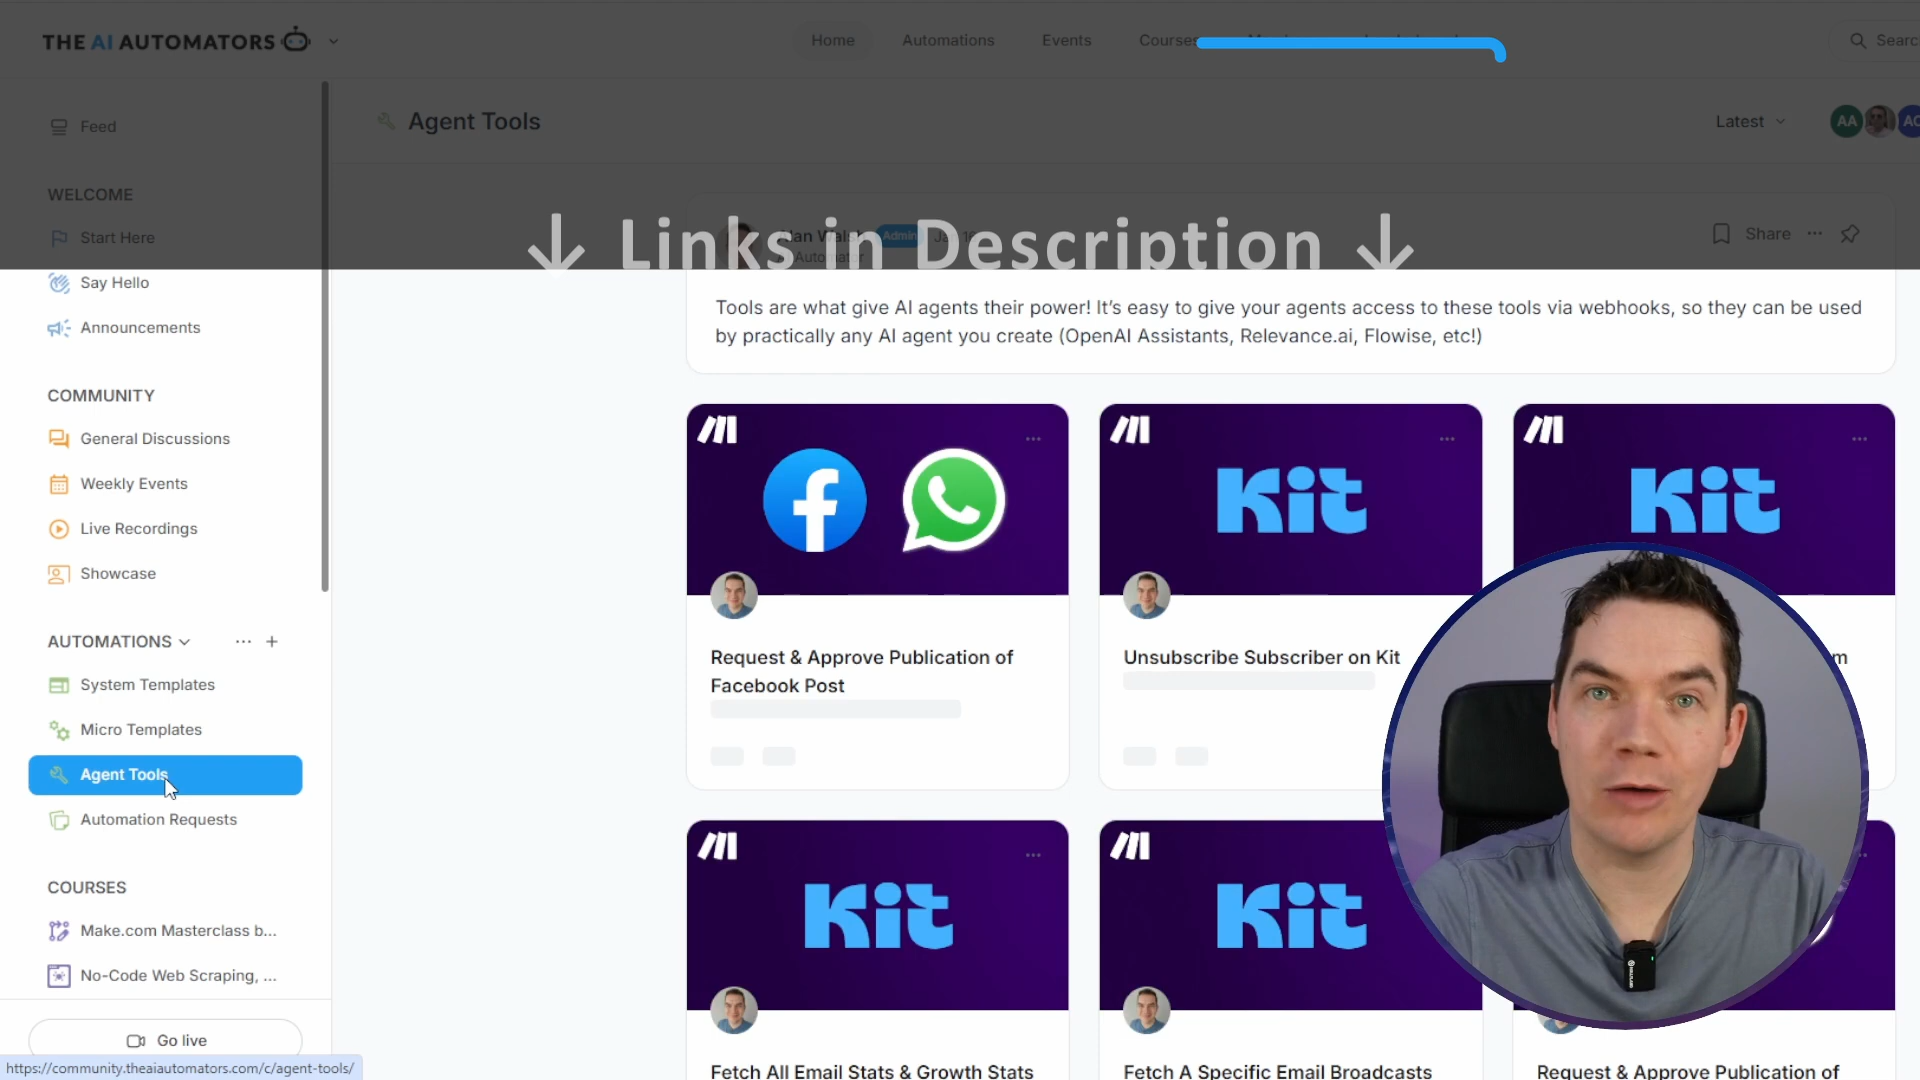 THE AI AUTOMATORS
Home
Automations
Events
Courses
Searc
Feed
Agent Tools
Latest
AA
AC
WELCOME
Start Here
Say Hello
Announcements
↓ Links in Description ↓
Alan Walsh
Admin
AI Automator
Share
Tools are what give AI agents their power! It’s easy to give your agents access to these tools via webhooks, so they can be used
by practically any AI agent you create (OpenAI Assistants, Relevance.ai, Flowise, etc!)
COMMUNITY
General Discussions
Weekly Events
Live Recordings
Showcase
AUTOMATIONS
System Templates
Micro Templates
Agent Tools
Automation Requests
COURSES
Make.com Masterclass b...
No-Code Web Scraping, ...
Go live
https://community.theaiautomators.com/c/agent-tools/
Kit
Kit
Request & Approve Publication of
Facebook Post
Unsubscribe Subscriber on Kit
m
Kit
Kit
Fetch All Email Stats & Growth Stats
Fetch A Specific Email Broadcasts
Request & Approve Publication of